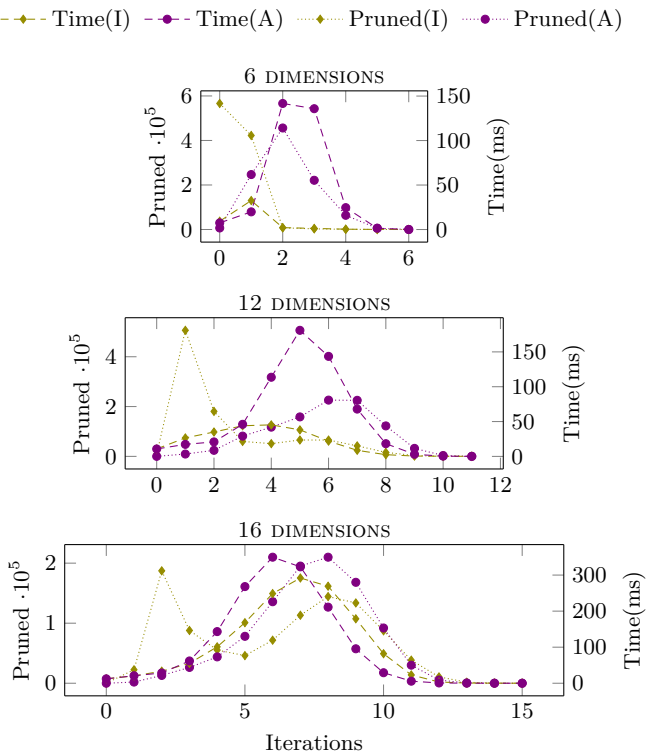 Time(I) Time(A) Pruned(I) Pruned(A)
6 DIMENSIONS
6 150
4 100
2 50
0 0
Pruned ·10^5
Time(ms)
0 2 4 6
12 DIMENSIONS
4 150
100
2 50
0 0
Pruned ·10^5
Time(ms)
0 2 4 6 8 10 12
16 DIMENSIONS
2 300
200
1 100
0 0
Pruned ·10^5
Time(ms)
0 5 10 15
Iterations